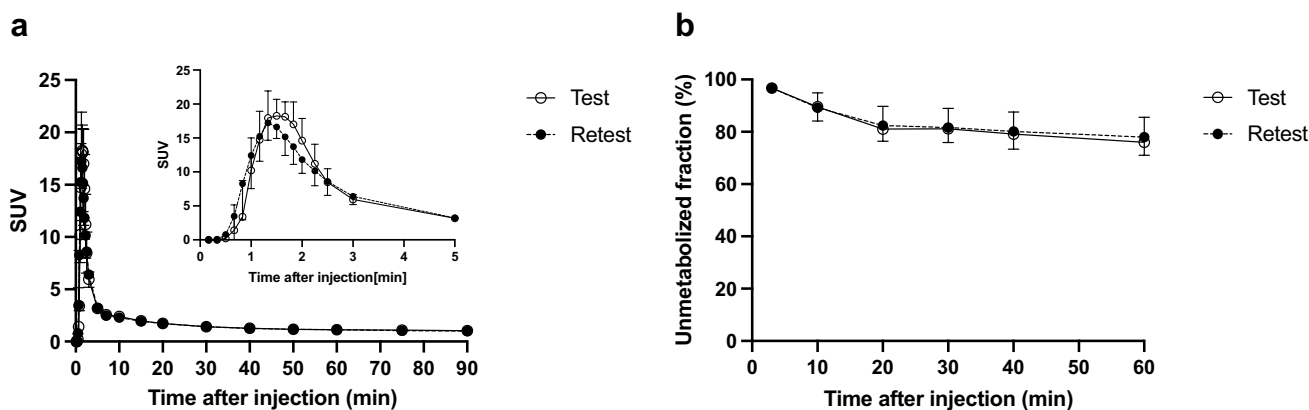 a
25
20
15
10
5
0
SUV
0 10 20 30 40 50 60 70 80 90
Time after injection (min)
25
20
15
10
5
0
SUV
0 1 2 3 4 5
Time after injection[min]
Test
Retest
b
100
80
60
40
20
0
Unmetabolized fraction (%)
0 10 20 30 40 50 60
Time after injection (min)
Test
Retest